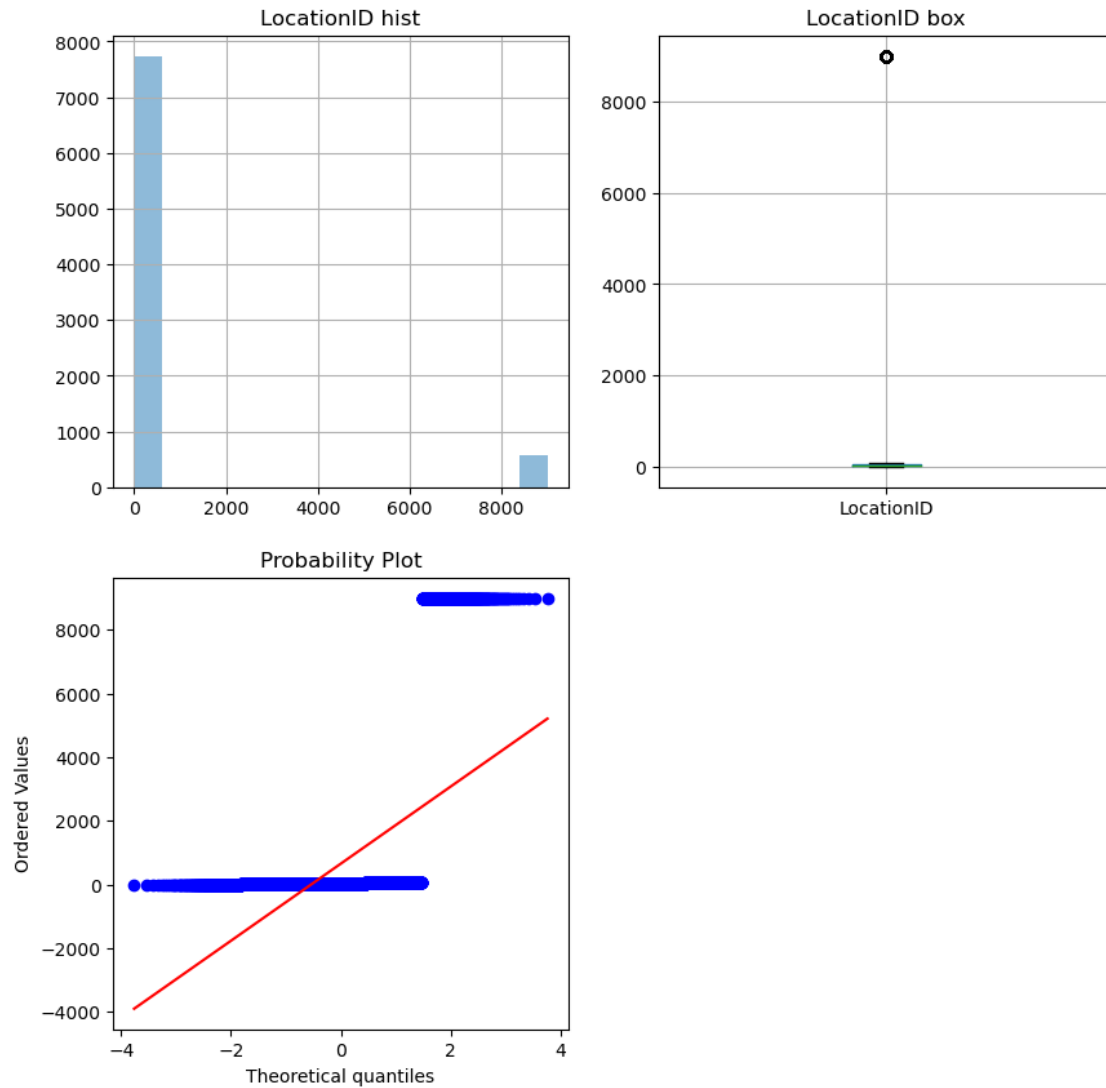 LocationID hist
8000
7000
6000
5000
4000
3000
2000
1000
0
0 2000 4000 6000 8000
LocationID box
8000
6000
4000
2000
0
LocationID
Probability Plot
Ordered Values
8000
6000
4000
2000
0
−2000
−4000
−4 −2 0 2 4
Theoretical quantiles